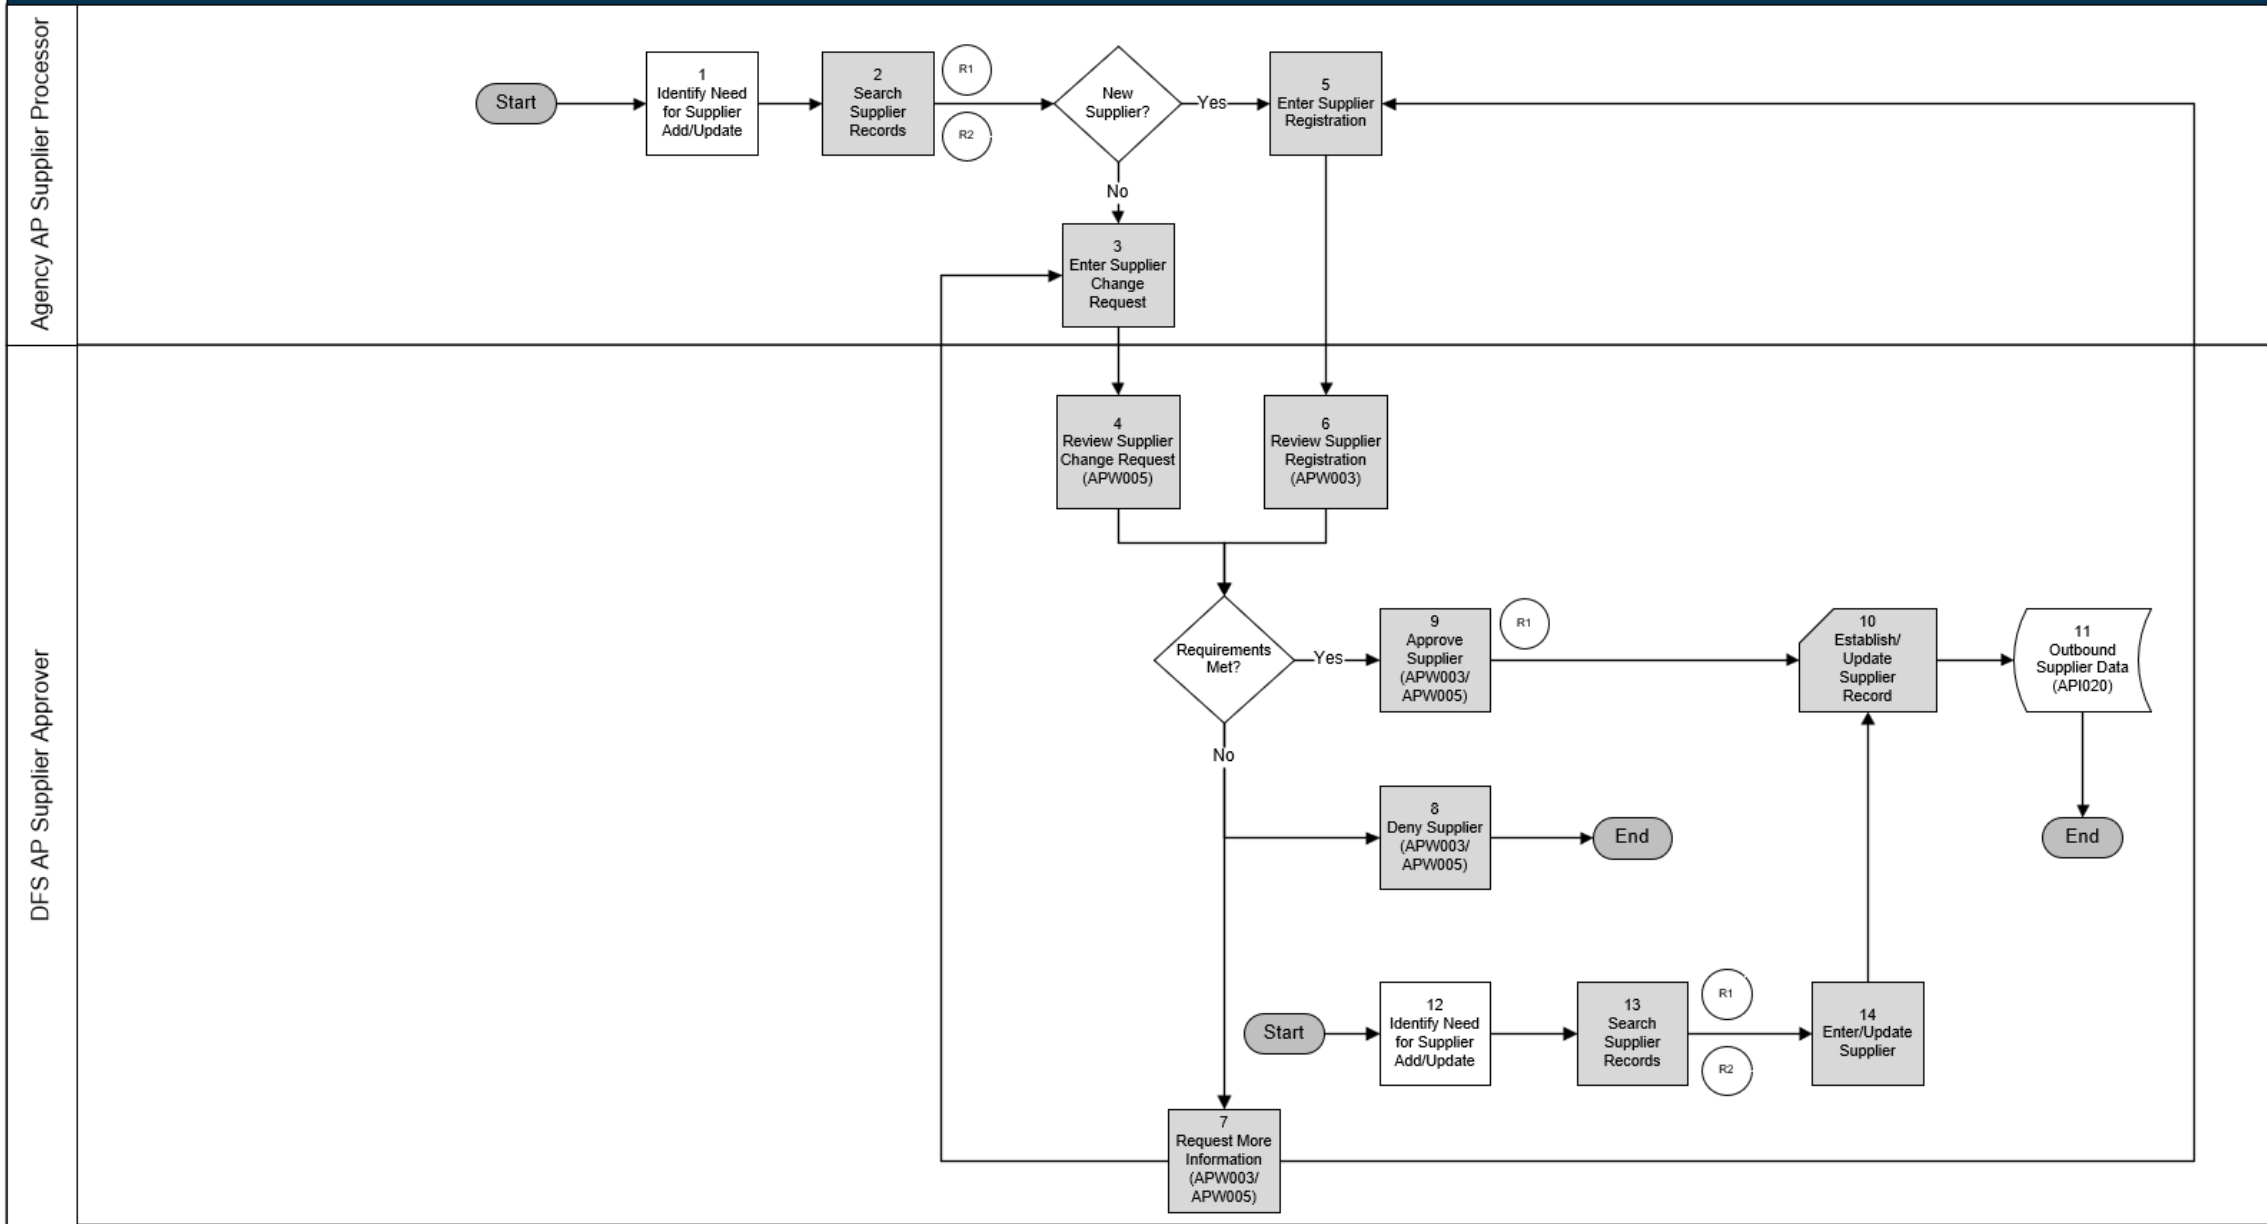 Agency AP Supplier Processor
Start
1
Identify Need
for Supplier
Add/Update
2
Search
Supplier
Records
R1
R2
New
Supplier?
Yes
No
5
Enter Supplier
Registration
3
Enter Supplier
Change
Request
DFS AP Supplier Approver
4
Review Supplier
Change Request
(APW005)
6
Review Supplier
Registration
(APW003)
Requirements
Met?
Yes
No
9
Approve
Supplier
(APW003/
APW005)
R1
10
Establish/
Update
Supplier
Record
11
Outbound
Supplier Data
(API020)
8
Deny Supplier
(APW003/
APW005)
End
End
Start
12
Identify Need
for Supplier
Add/Update
13
Search
Supplier
Records
R1
R2
14
Enter/Update
Supplier
7
Request More
Information
(APW003/
APW005)